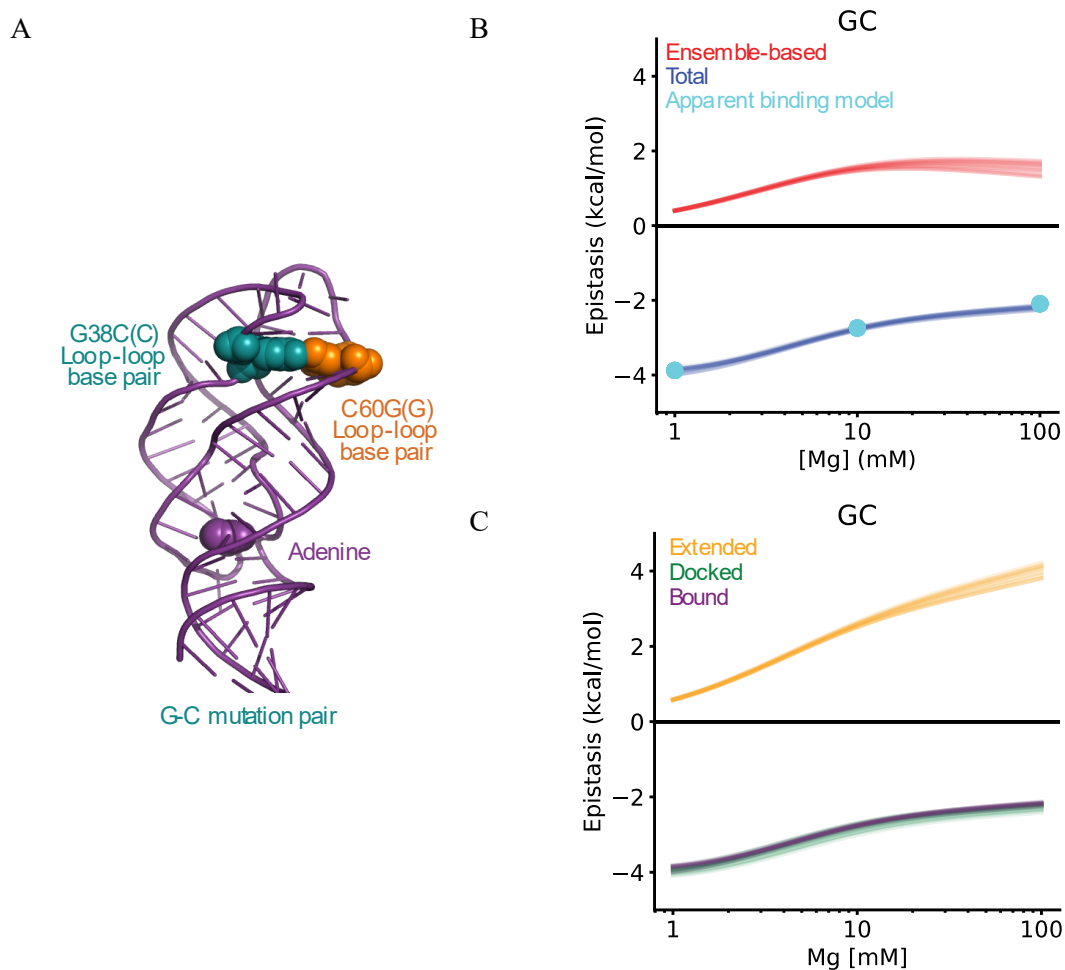 A
G38C(C)
Loop-loop
base pair
C60G(G)
Loop-loop
base pair
Adenine
G-C mutation pair
B
GC
Ensemble-based
Total
Apparent binding model
Epistasis (kcal/mol)
4
2
0
−2
−4
1
10
100
[Mg] (mM)
C
GC
Extended
Docked
Bound
Epistasis (kcal/mol)
4
2
0
−2
−4
1
10
100
Mg [mM]